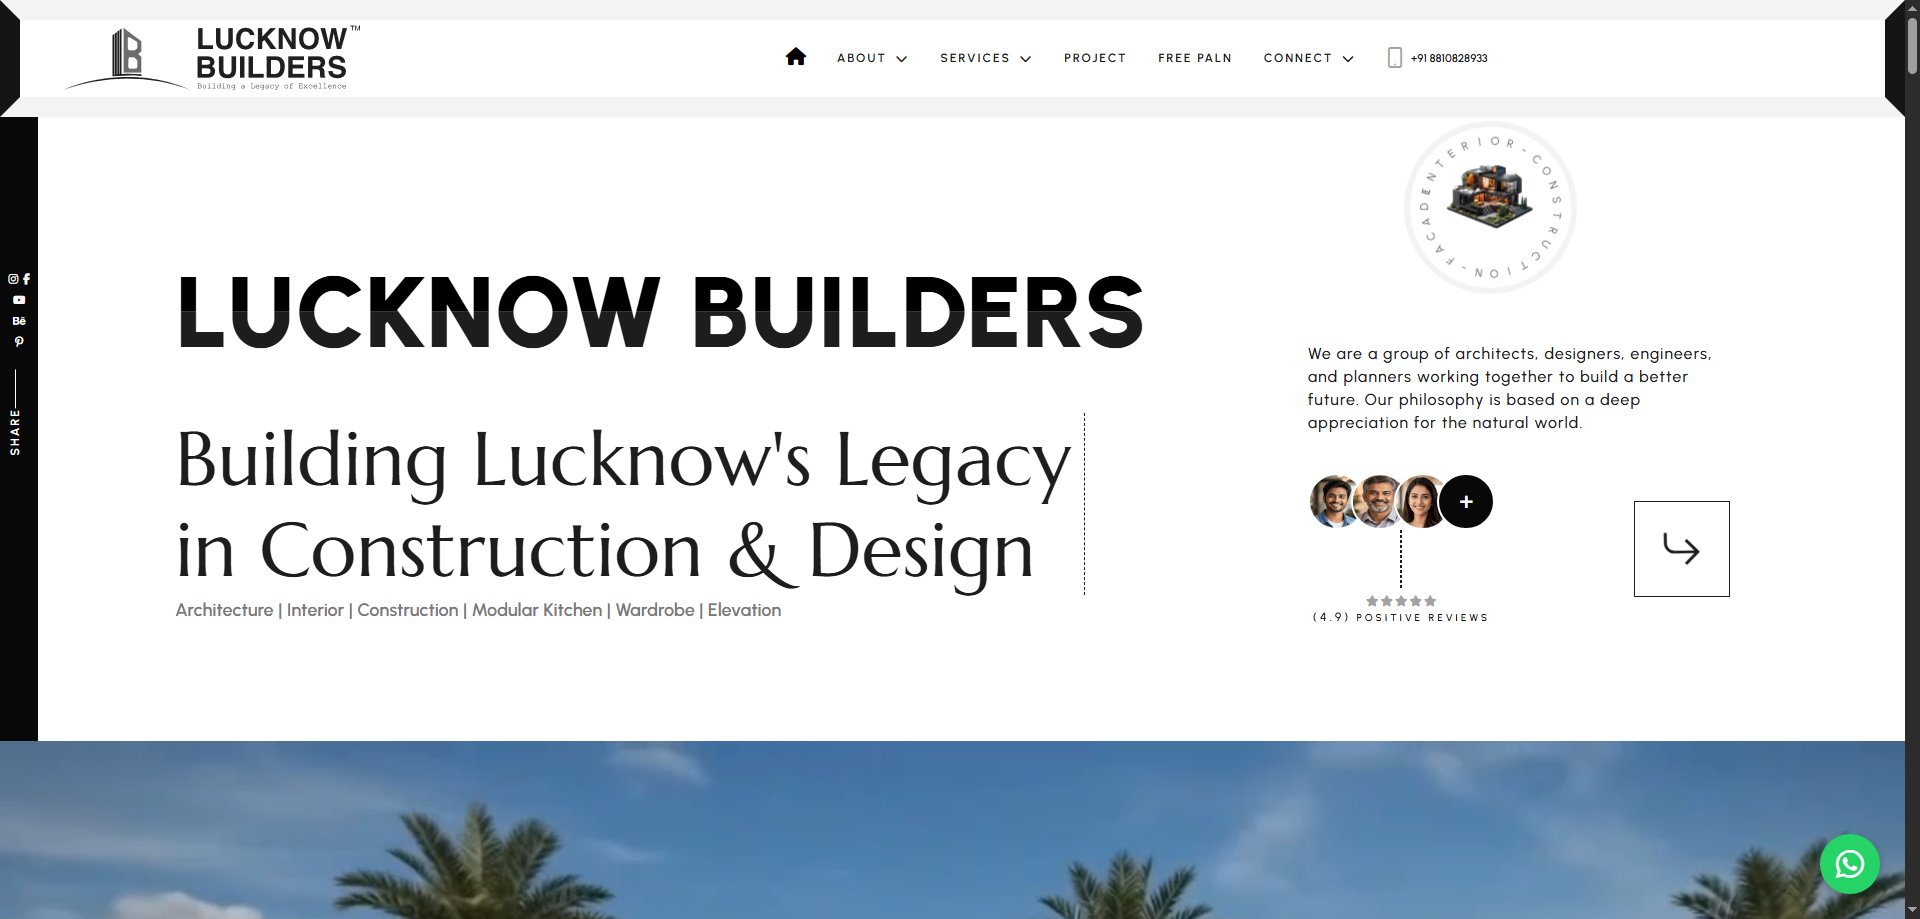 LUCKNOW™
BUILDERS
Building a Legacy of Excellence
ABOUT
SERVICES
PROJECT
FREE PALN
CONNECT
+91 8810828933
ENTERIOR-CONSTRUCTION-FACAD
Bē
SHARE
LUCKNOW BUILDERS
Building Lucknow's Legacy
in Construction & Design
Architecture | Interior | Construction | Modular Kitchen | Wardrobe | Elevation
We are a group of architects, designers, engineers,
and planners working together to build a better
future. Our philosophy is based on a deep
appreciation for the natural world.
+
(4.9) POSITIVE REVIEWS